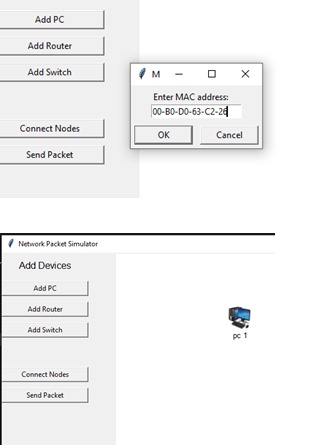 Add PC
Add Router
Add Switch
M
Enter MAC address:
00-B0-D0-63-C2-26
OK
Cancel
Connect Nodes
Send Packet
Network Packet Simulator
Add Devices
Add PC
Add Router
Add Switch
pc 1
Connect Nodes
Send Packet